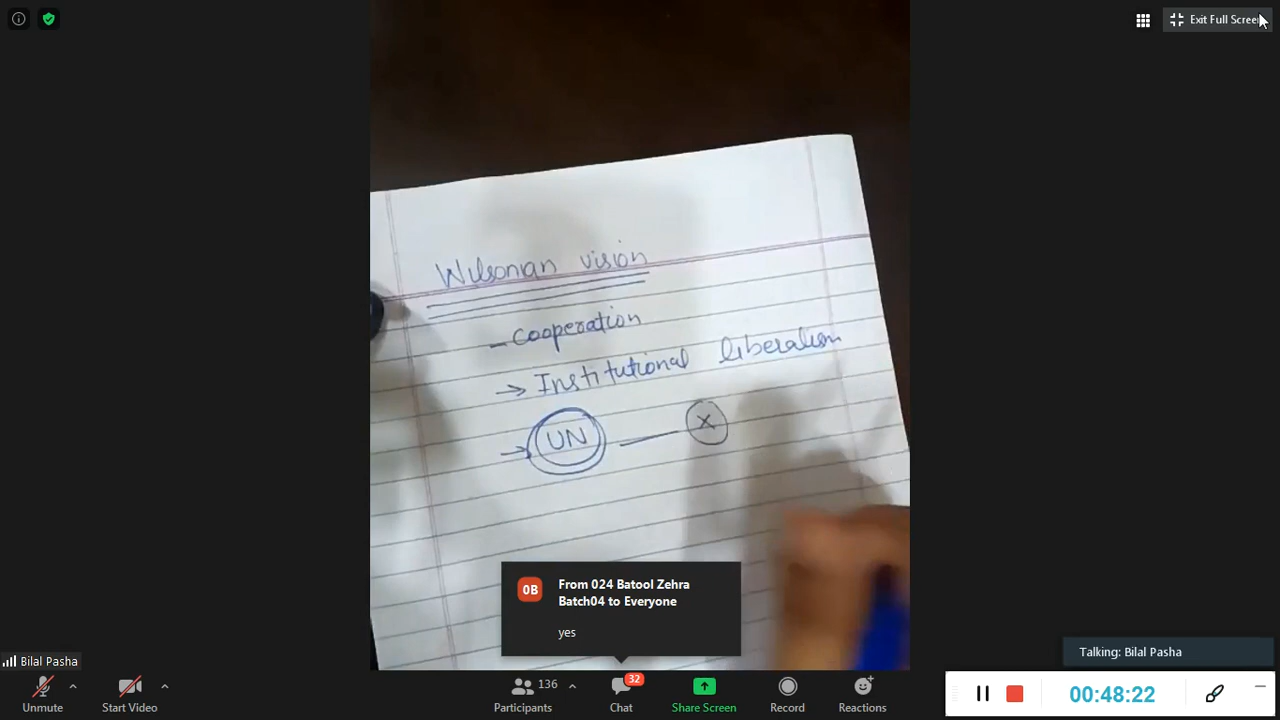 Exit Full Screen
Wilsonian vision
- Cooperation
→ Institutional liberalism
→ UN — X
0B
From 024 Batool Zehra
Batch04 to Everyone
yes
Bilal Pasha
Talking: Bilal Pasha
Unmute
Start Video
136
Participants
32
Chat
Share Screen
Record
Reactions
00:48:22